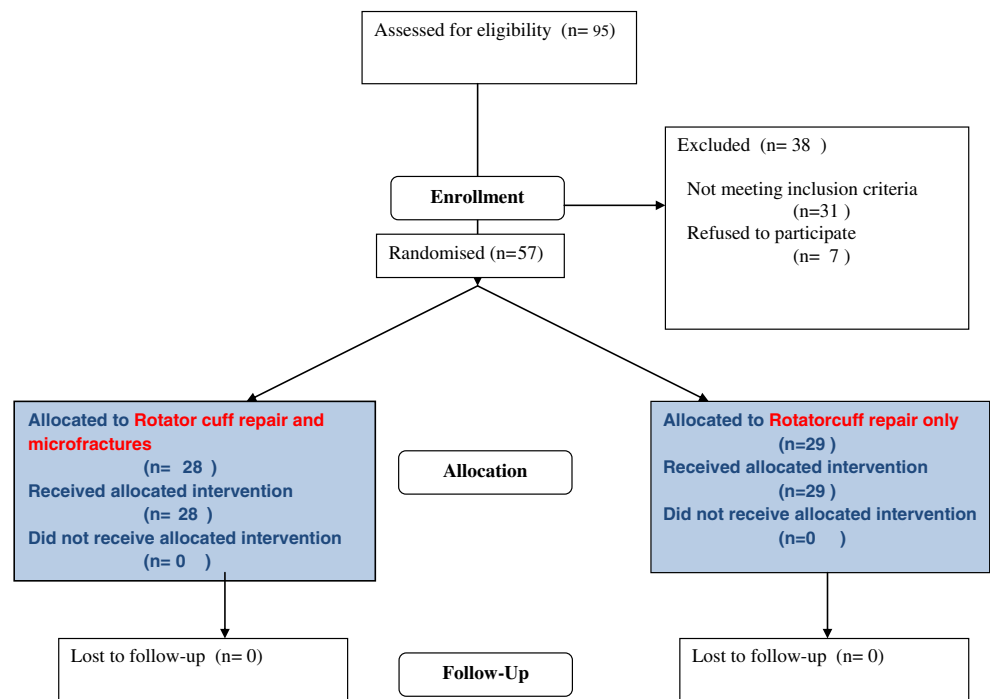 Assessed for eligibility (n= 95)
Enrollment
Excluded (n= 38 )
Not meeting inclusion criteria
(n=31 )
Refused to participate
(n= 7 )
Randomised (n=57)
Allocated to Rotator cuff repair and
microfractures
(n= 28 )
Received allocated intervention
(n= 28 )
Did not receive allocated intervention
(n= 0 )
Allocation
Allocated to Rotatorcuff repair only
(n=29 )
Received allocated intervention
(n=29 )
Did not receive allocated intervention
(n=0 )
Lost to follow-up (n= 0)
Follow-Up
Lost to follow-up (n= 0)